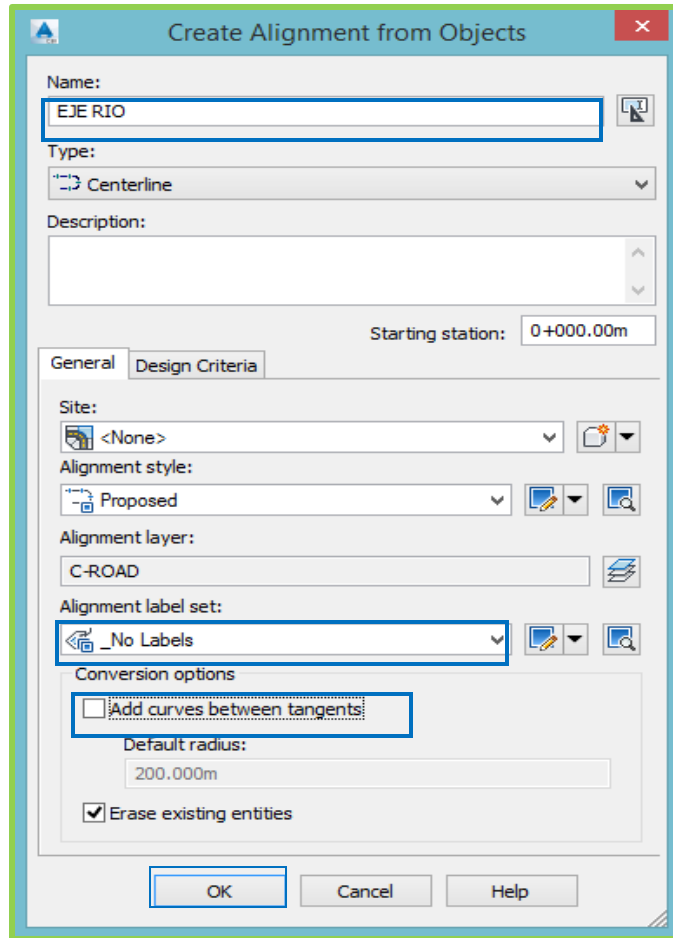 Create Alignment from Objects
Name:
EJE RIO
Type:
Centerline
Description:
Starting station: 0+000.00m
General Design Criteria
Site:
<None>
Alignment style:
Proposed
Alignment layer:
C-ROAD
Alignment label set:
_No Labels
Conversion options
Add curves between tangents
Default radius:
200.000m
Erase existing entities
OK Cancel Help